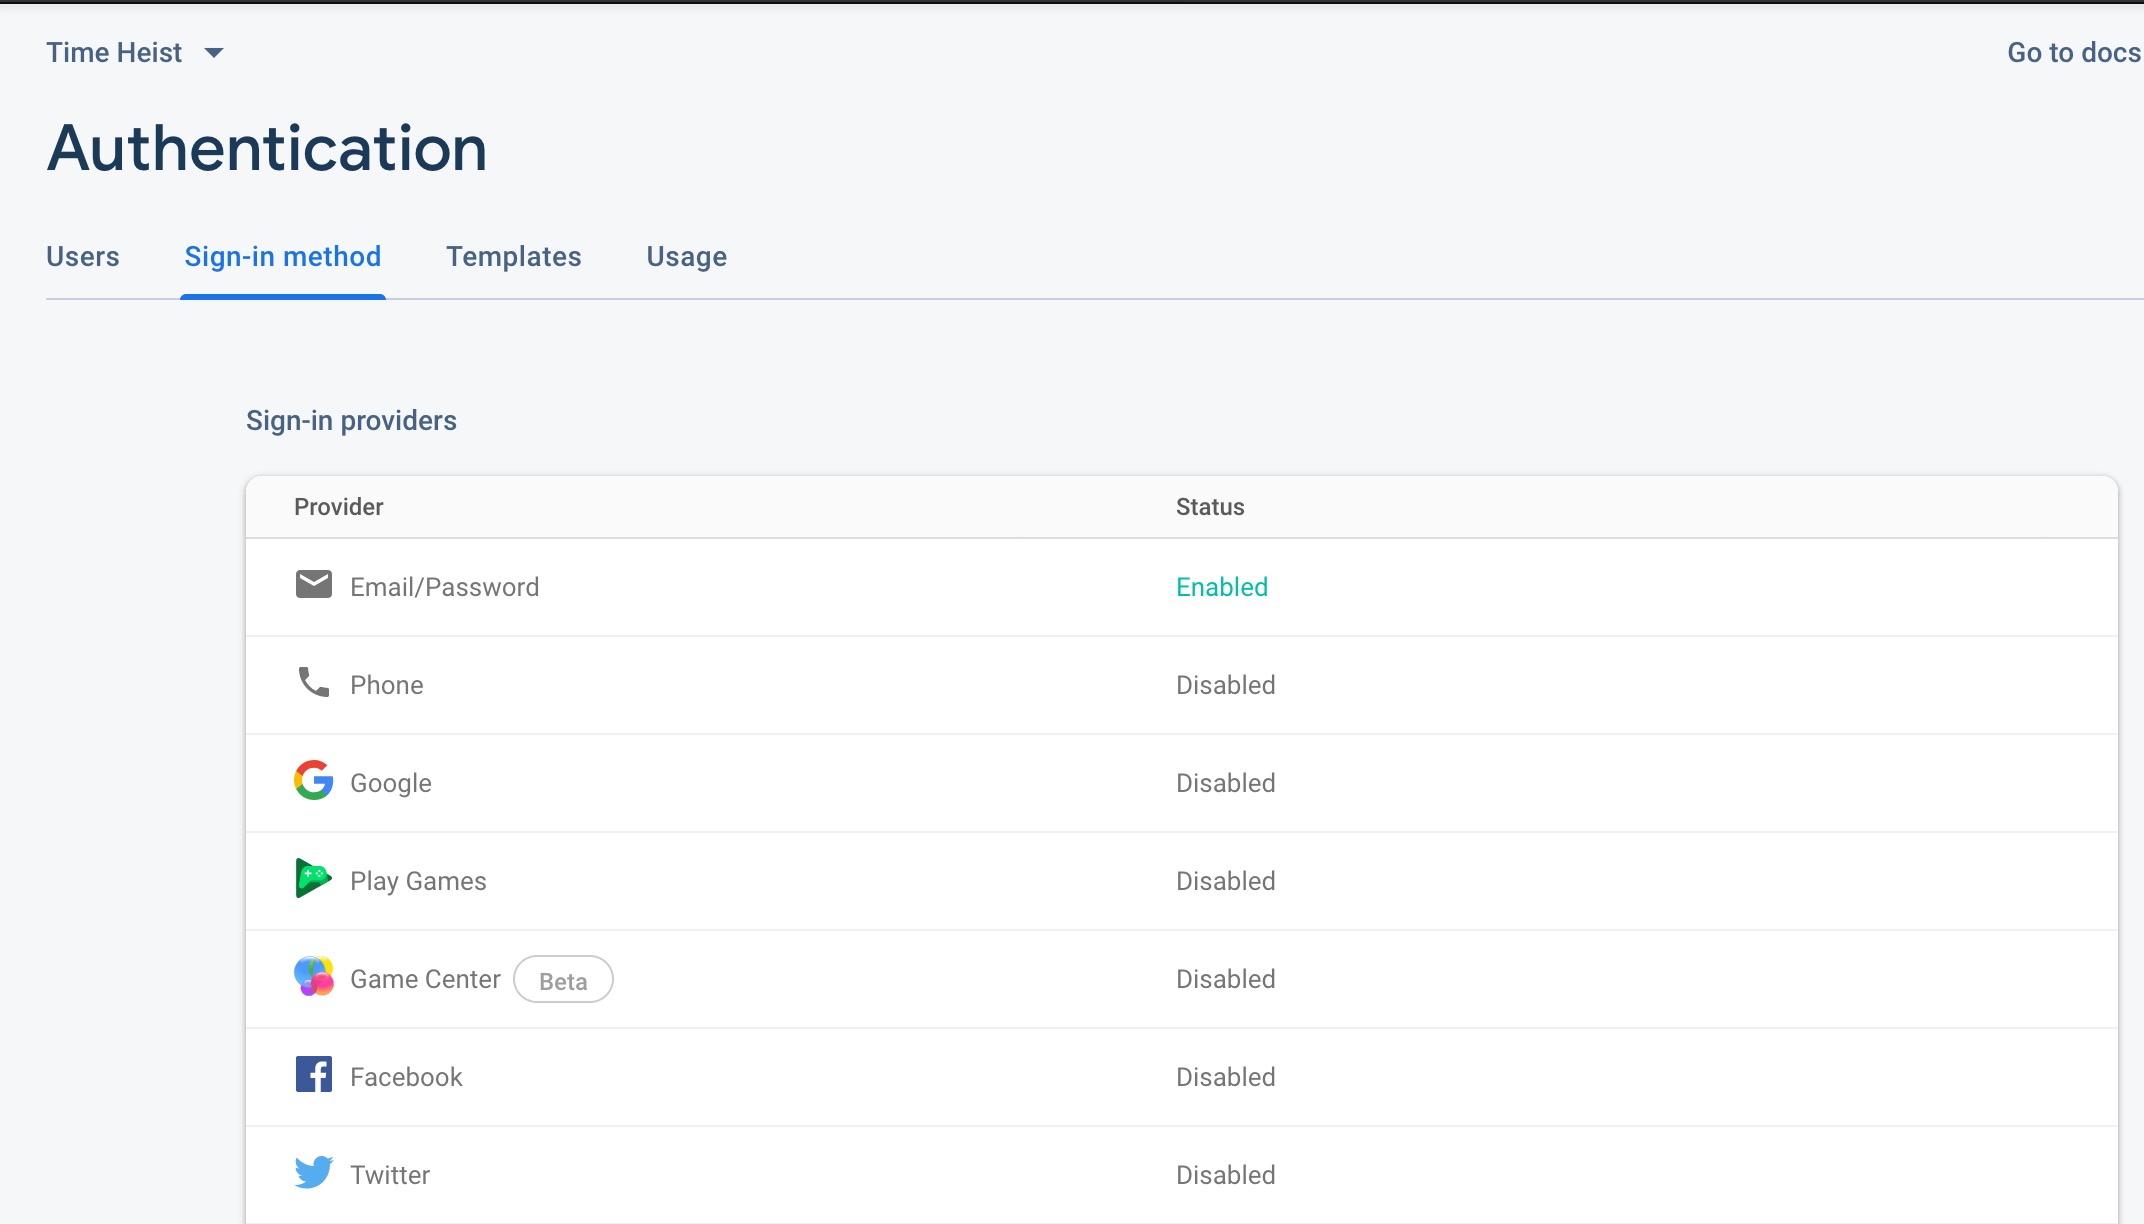 Time Heist
Go to docs
Authentication
Users Sign-in method Templates Usage
Sign-in providers
Provider Status
Email/Password Enabled
Phone Disabled
Google Disabled
Play Games Disabled
Game Center Beta Disabled
Facebook Disabled
Twitter Disabled